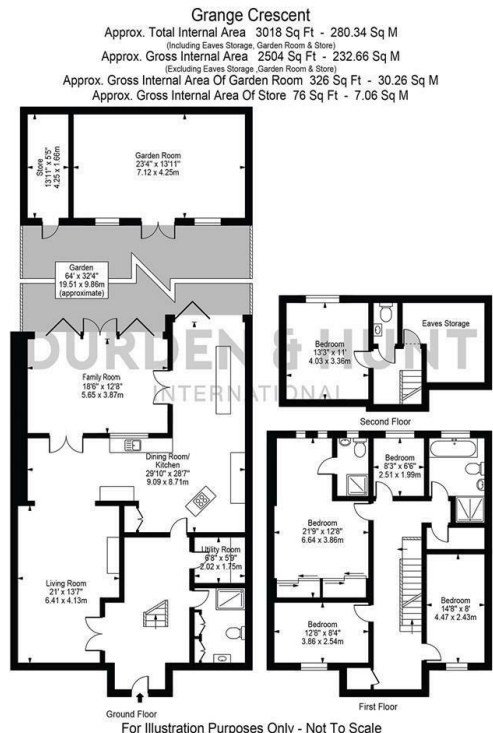 Grange Crescent
Approx. Total Internal Area 3018 Sq Ft - 280.34 Sq M
(Including Eaves Storage, Garden Room & Store)
Approx. Gross Internal Area 2504 Sq Ft - 232.66 Sq M
(Excluding Eaves Storage ,Garden Room & Store)
Approx. Gross Internal Area Of Garden Room 326 Sq Ft - 30.26 Sq M
Approx. Gross Internal Area Of Store 76 Sq Ft - 7.06 Sq M
Store
13'11" x 5'5"
4.25 x 1.66m
Garden Room
23'4" x 13'11"
7.12 x 4.25m
Garden
64' x 32'4"
19.51 x 9.86m
(approximate)
DURDEN & HUNT
INTERNATIONAL
Family Room
18'6" x 12'8"
5.65 x 3.87m
Dining Room/
Kitchen
29'10" x 28'7"
9.09 x 8.71m
Utility Room
6'8" x 5'9"
2.02 x 1.75m
Living Room
21' x 13'7"
6.41 x 4.13m
Ground Floor
Bedroom
13'3" x 11'
4.03 x 3.36m
Eaves Storage
Second Floor
Bedroom
8'3" x 6'6"
2.51 x 1.99m
Bedroom
21'9" x 12'8"
6.64 x 3.86m
Bedroom
12'8" x 8'4"
3.86 x 2.54m
Bedroom
14'8" x 8'
4.47 x 2.43m
First Floor
For Illustration Purposes Only - Not To Scale